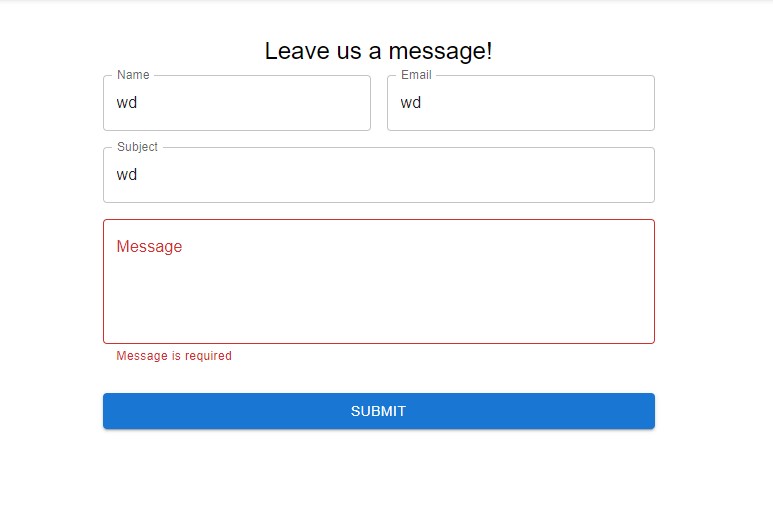 Leave us a message!
Name Email
wd wd
Subject
wd
Message
Message is required
SUBMIT